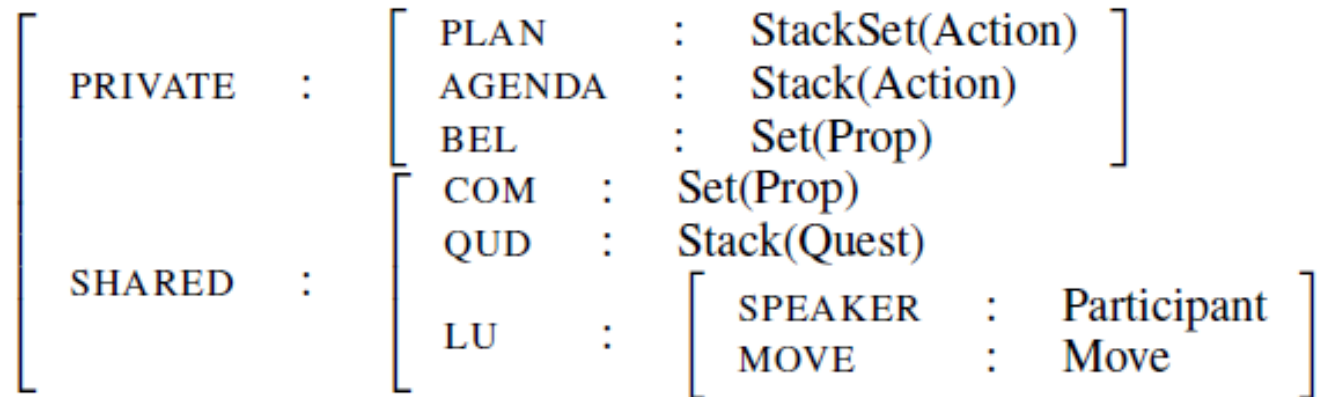 PLAN : StackSet(Action)
PRIVATE : AGENDA : Stack(Action)
BEL : Set(Prop)
COM : Set(Prop)
QUD : Stack(Quest)
SHARED :
SPEAKER : Participant
LU :
MOVE : Move